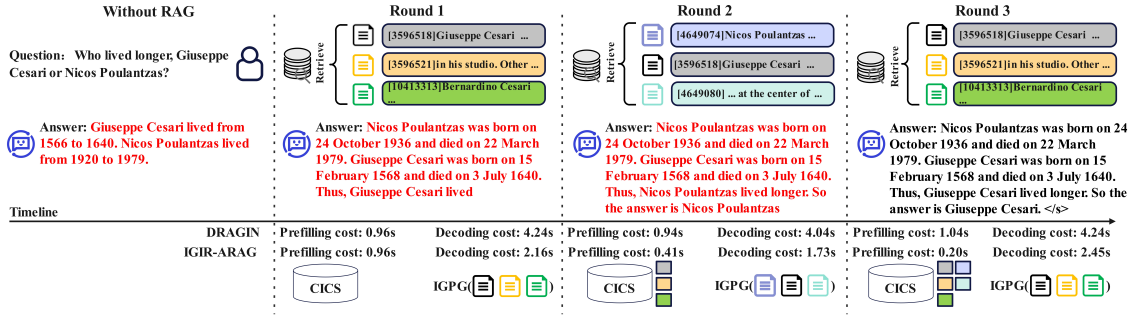 Without RAG
Question: Who lived longer, Giuseppe
Cesari or Nicos Poulantzas?
Answer: Giuseppe Cesari lived from
1566 to 1640. Nicos Poulantzas lived
from 1920 to 1979.
Round 1
Retrieve
[3596518]Giuseppe Cesari ...
[3596521]in his studio. Other ...
[10413313]Bernardino Cesari
...
Answer: Nicos Poulantzas was born on
24 October 1936 and died on 22 March
1979. Giuseppe Cesari was born on 15
February 1568 and died on 3 July 1640.
Thus, Giuseppe Cesari lived
Round 2
Retrieve
[4649074]Nicos Poulantzas ...
[3596518]Giuseppe Cesari ...
[4649080] ... at the center of ...
Answer: Nicos Poulantzas was born on
24 October 1936 and died on 22 March
1979. Giuseppe Cesari was born on 15
February 1568 and died on 3 July 1640.
Thus, Nicos Poulantzas lived longer. So
the answer is Nicos Poulantzas
Round 3
Retrieve
[3596518]Giuseppe Cesari ...
[3596521]in his studio. Other ...
[10413313]Bernardino Cesari
...
Answer: Nicos Poulantzas was born on 24
October 1936 and died on 22 March
1979. Giuseppe Cesari was born on 15
February 1568 and died on 3 July 1640.
Thus, Giuseppe Cesari lived longer. So the
answer is Giuseppe Cesari. </s>
Timeline
DRAGIN Prefilling cost: 0.96s Decoding cost: 4.24s Prefilling cost: 0.94s Decoding cost: 4.04s Prefilling cost: 1.04s Decoding cost: 4.24s
IGIR-ARAG Prefilling cost: 0.96s Decoding cost: 2.16s Prefilling cost: 0.41s Decoding cost: 1.73s Prefilling cost: 0.20s Decoding cost: 2.45s
CICS IGPG( ) CICS IGPG( ) CICS IGPG( )